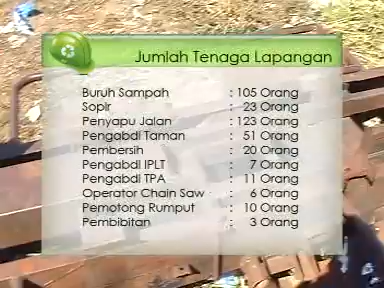 Jumlah Tenaga Lapangan
Buruh Sampah : 105 Orang
Sopir : 23 Orang
Penyapu Jalan : 123 Orang
Pengabdi Taman : 51 Orang
Pembersih : 20 Orang
Pengabdi IPLT : 7 Orang
Pengabdi TPA : 11 Orang
Operator Chain Saw : 6 Orang
Pemotong Rumput : 10 Orang
Pembibitan : 3 Orang